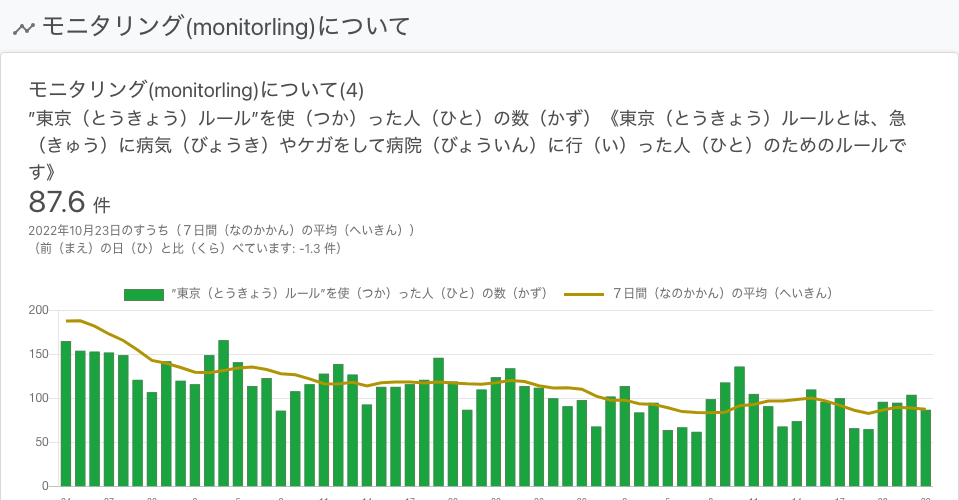 モニタリング(monitorling)について
モニタリング(monitorling)について(4)
”東京（とうきょう）ルール”を使（つか）った人（ひと）の数（かず）《東京（とうきょう）ルールとは、急
（きゅう）に病気（びょうき）やケガをして病院（びょういん）に行（い）った人（ひと）のためのルールで
す》
87.6 件
2022年10月23日のすうち（７日間（なのかかん）の平均（へいきん））
（前（まえ）の日（ひ）と比（くら）べています: -1.3 件）
”東京（とうきょう）ルール”を使（つか）った人（ひと）の数（かず） ７日間（なのかかん）の平均（へいきん）
200
150
100
50
0